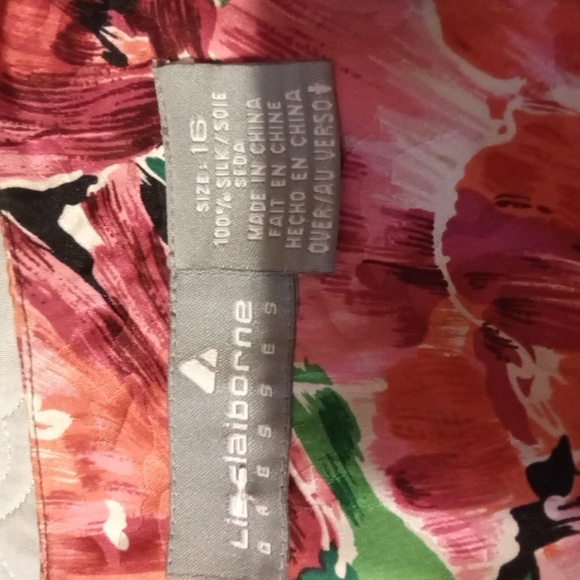 SIZE: 16
100% SILK/SOIE
SEDA
MADE IN CHINA
FAIT EN CHINE
HECHO EN CHINA
OVER/AU VERSO
Lizclaiborne
DRESSES